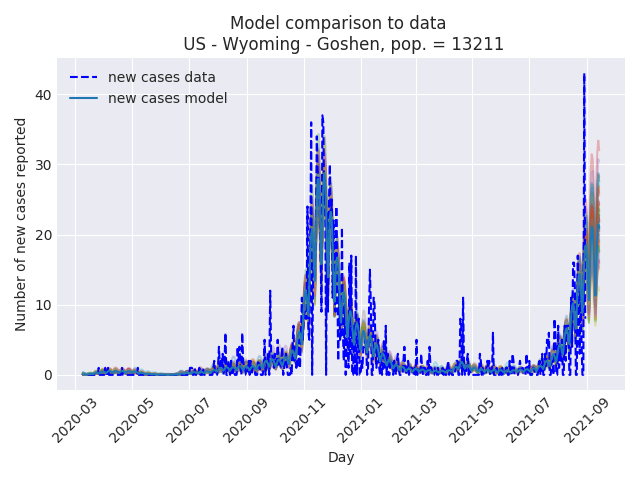 Model comparison to data
US - Wyoming - Goshen, pop. = 13211
new cases data
new cases model
Number of new cases reported
40
30
20
10
0
2020-03
2020-05
2020-07
2020-09
2020-11
2021-01
2021-03
2021-05
2021-07
2021-09
Day